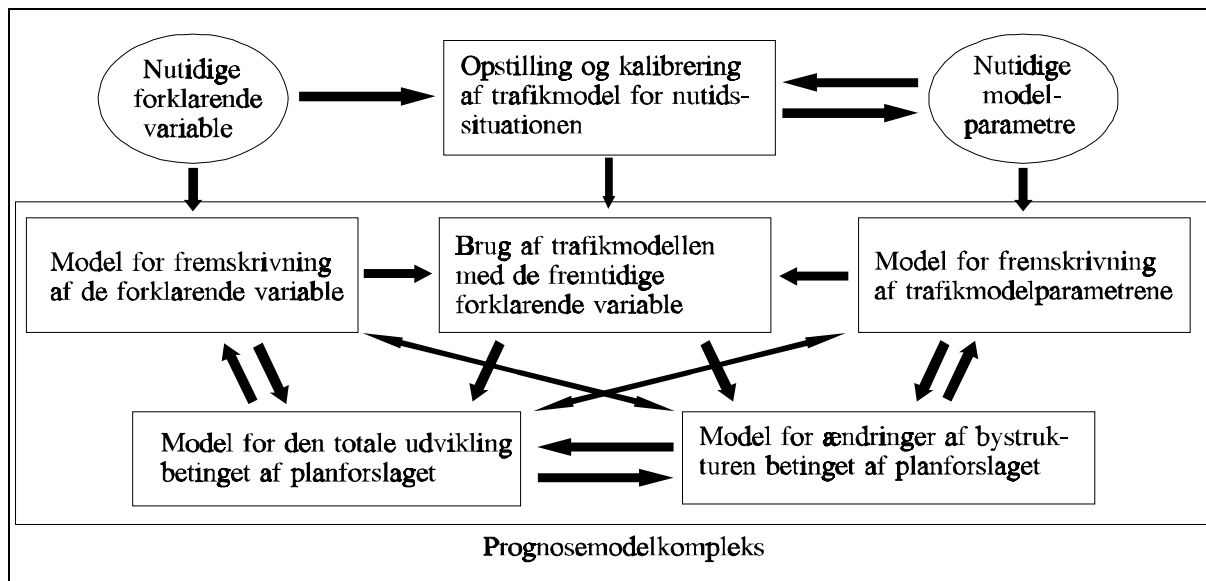 Nutidige
forklarende
variable
Opstilling og kalibrering
af trafikmodel for nutids-
situationen
Nutidige
model-
parametre
Model for fremskrivning
af de forklarende variable
Brug af trafikmodellen
med de fremtidige
forklarende variable
Model for fremskrivning
af trafikmodelparametrene
Model for den totale udvikling
betinget af planforslaget
Model for ændringer af bystruk-
turen betinget af planforslaget
Prognosemodelkompleks